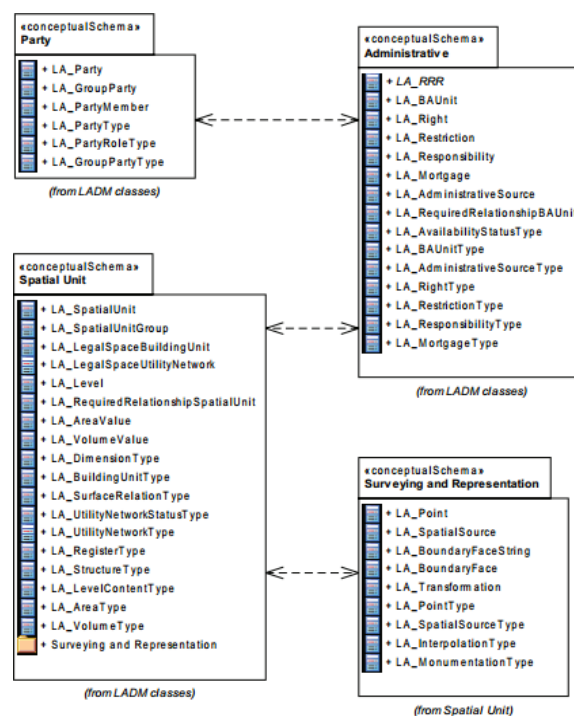 «conceptualSchema»
Party
+ LA_Party
+ LA_GroupParty
+ LA_PartyMember
+ LA_PartyType
+ LA_PartyRoleType
+ LA_GroupPartyType
(from LADM classes)
«conceptualSchema»
Administrative
+ LA_RRR
+ LA_BAUnit
+ LA_Right
+ LA_Restriction
+ LA_Responsibility
+ LA_Mortgage
+ LA_AdministrativeSource
+ LA_RequiredRelationshipBAUnit
+ LA_AvailabilityStatusType
+ LA_BAUnitType
+ LA_AdministrativeSourceType
+ LA_RightType
+ LA_RestrictionType
+ LA_ResponsibilityType
+ LA_MortgageType
(from LADM classes)
«conceptualSchema»
Spatial Unit
+ LA_SpatialUnit
+ LA_SpatialUnitGroup
+ LA_LegalSpaceBuildingUnit
+ LA_LegalSpaceUtilityNetwork
+ LA_Level
+ LA_RequiredRelationshipSpatialUnit
+ LA_AreaValue
+ LA_VolumeValue
+ LA_DimensionType
+ LA_BuildingUnitType
+ LA_SurfaceRelationType
+ LA_UtilityNetworkStatusType
+ LA_UtilityNetworkType
+ LA_RegisterType
+ LA_StructureType
+ LA_LevelContentType
+ LA_AreaType
+ LA_VolumeType
+ Surveying and Representation
(from LADM classes)
«conceptualSchema»
Surveying and Representation
+ LA_Point
+ LA_SpatialSource
+ LA_BoundaryFaceString
+ LA_BoundaryFace
+ LA_Transformation
+ LA_PointType
+ LA_SpatialSourceType
+ LA_InterpolationType
+ LA_MonumentationType
(from Spatial Unit)